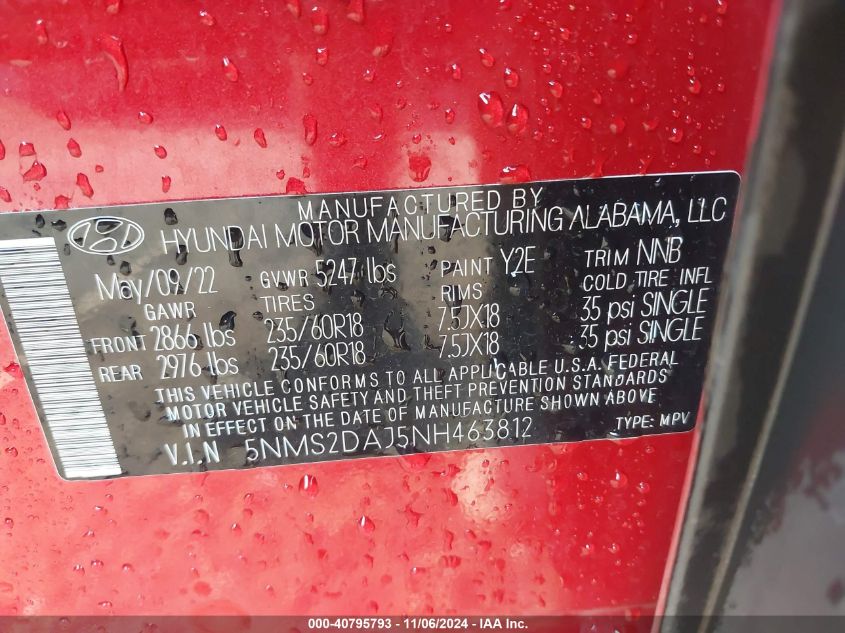 MANUFACTURED BY
HYUNDAI MOTOR MANUFACTURING ALABAMA, LLC
May/09/22 GVWR 5247 lbs PAINT Y2E TRIM NNB
GAWR TIRES RIMS COLD TIRE INFL
FRONT 2866 lbs 235/60R18 7.5JX18 35 psi SINGLE
REAR 2976 lbs 235/60R18 7.5JX18 35 psi SINGLE
THIS VEHICLE CONFORMS TO ALL APPLICABLE U.S.A. FEDERAL
MOTOR VEHICLE SAFETY AND THEFT PREVENTION STANDARDS
IN EFFECT ON THE DATE OF MANUFACTURE SHOWN ABOVE.
V.I.N 5NMS2DAJ5NH463812 TYPE: MPV
000-40795793 - 11/06/2024 - IAA Inc.